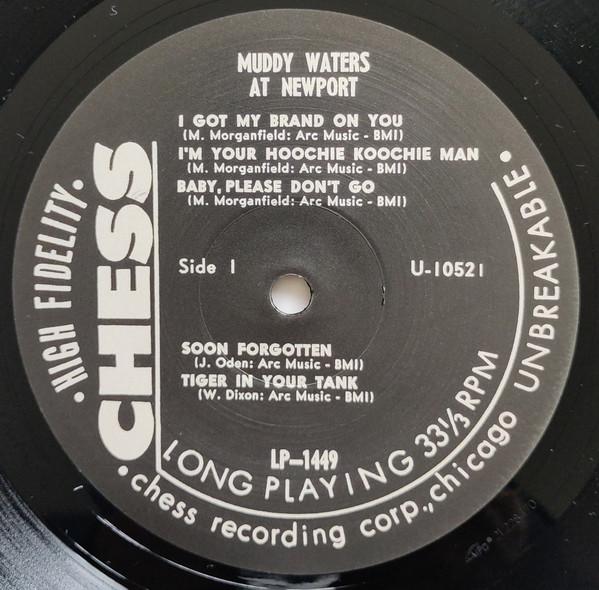 MUDDY WATERS
AT NEWPORT
I GOT MY BRAND ON YOU
(M. Morganfield: Arc Music - BMI)
I'M YOUR HOOCHIE KOOCHIE MAN
(M. Morganfield: Arc Music - BMI)
BABY, PLEASE DON'T GO
(M. Morganfield: Arc Music - BMI)
Side 1
U-10521
SOON FORGOTTEN
(J. Oden: Arc Music - BMI)
TIGER IN YOUR TANK
(W. Dixon: Arc Music - BMI)
LP-1449
LONG PLAYING 33⅓ RPM
• HIGH FIDELITY •
CHESS
• chess recording corp., chicago UNBREAKABLE •